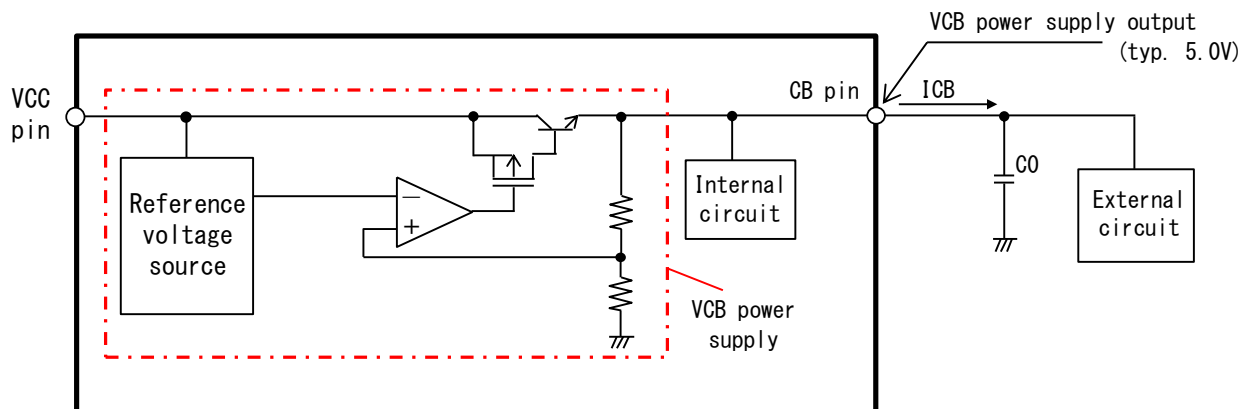 VCB power supply output
(typ. 5.0V)
VCC
pin
CB pin
ICB
Reference
voltage
source
−
+
Internal
circuit
C0
External
circuit
VCB power
supply